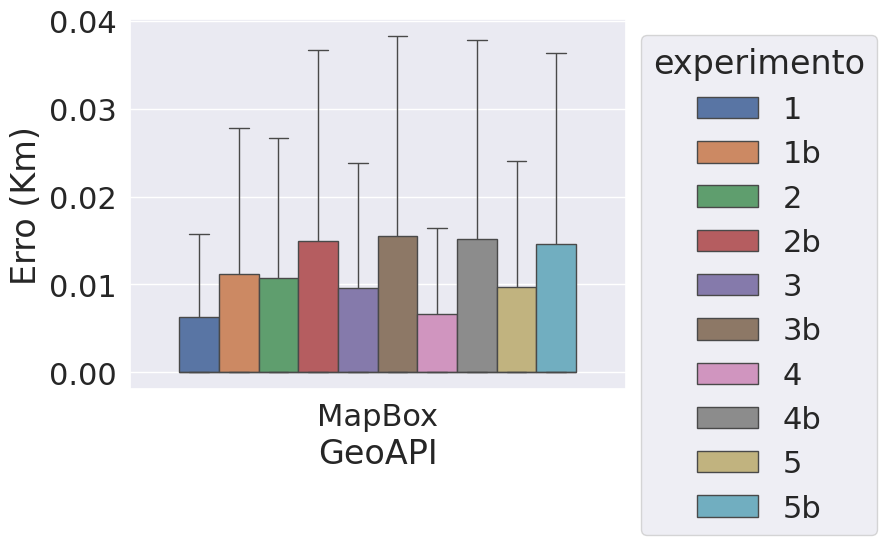 0.04
0.03
0.02
0.01
0.00
Erro (Km)
MapBox
GeoAPI
experimento
1
1b
2
2b
3
3b
4
4b
5
5b